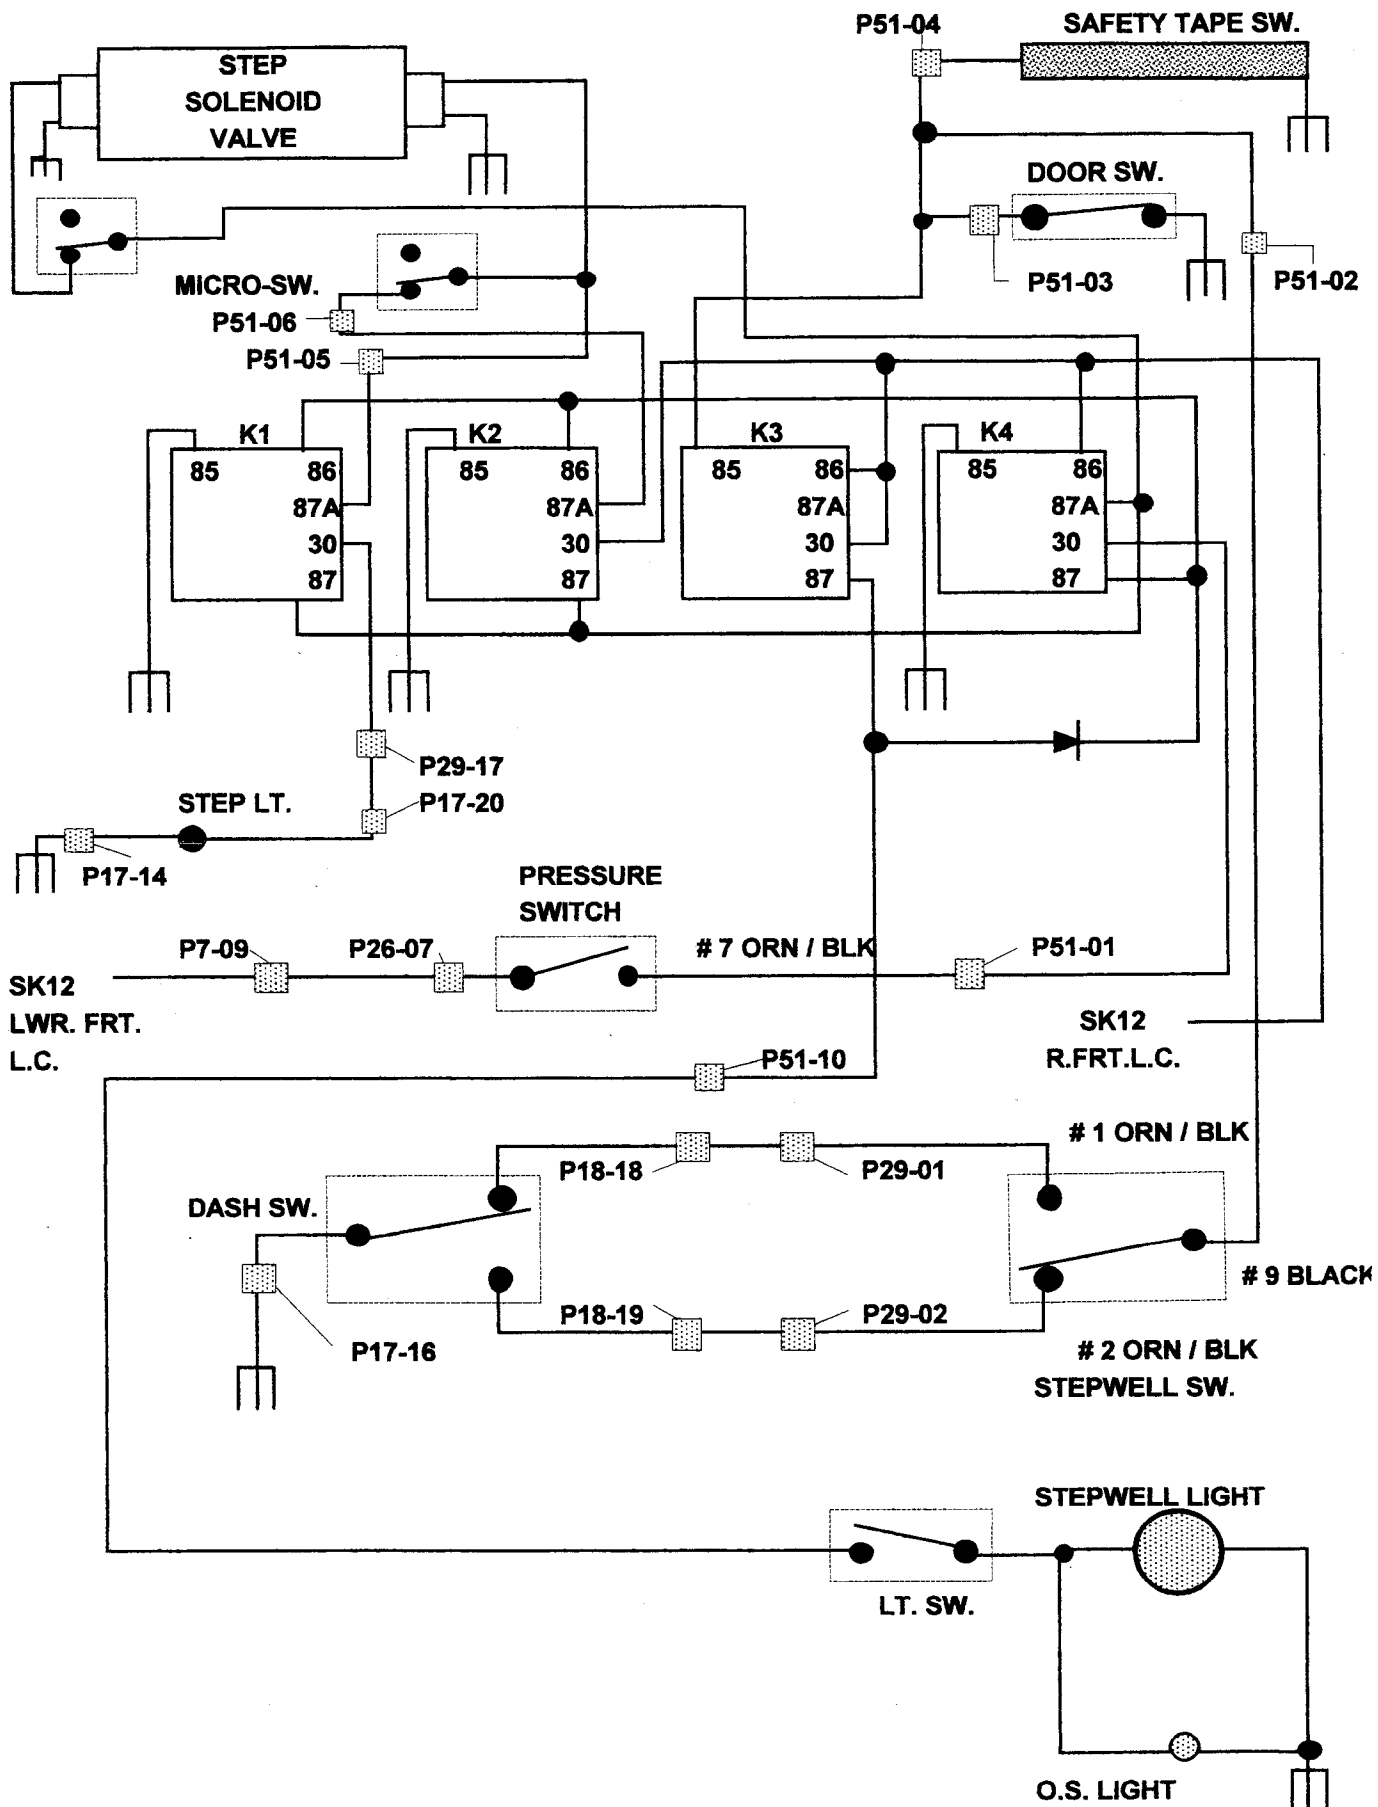 P51-04
SAFETY TAPE SW.
STEP
SOLENOID
VALVE
DOOR SW.
MICRO-SW.
P51-03
P51-02
P51-06
P51-05
K1
K2
K3
K4
85
86
85
86
85
86
85
86
87A
87A
87A
87A
30
30
30
30
87
87
87
87
P29-17
STEP LT.
P17-20
P17-14
PRESSURE
SWITCH
P7-09
P26-07
# 7 ORN / BLK
P51-01
SK12
LWR. FRT.
L.C.
SK12
R.FRT.L.C.
P51-10
# 1 ORN / BLK
P18-18
P29-01
DASH SW.
# 9 BLACK
P18-19
P29-02
P17-16
# 2 ORN / BLK
STEPWELL SW.
STEPWELL LIGHT
LT. SW.
O.S. LIGHT